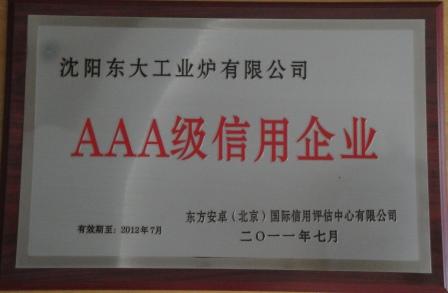 沈阳东大工业炉有限公司
AAA级信用企业
东方安卓（北京）国际信用评估中心有限公司
有效期至：2012年7月
二〇一一年七月